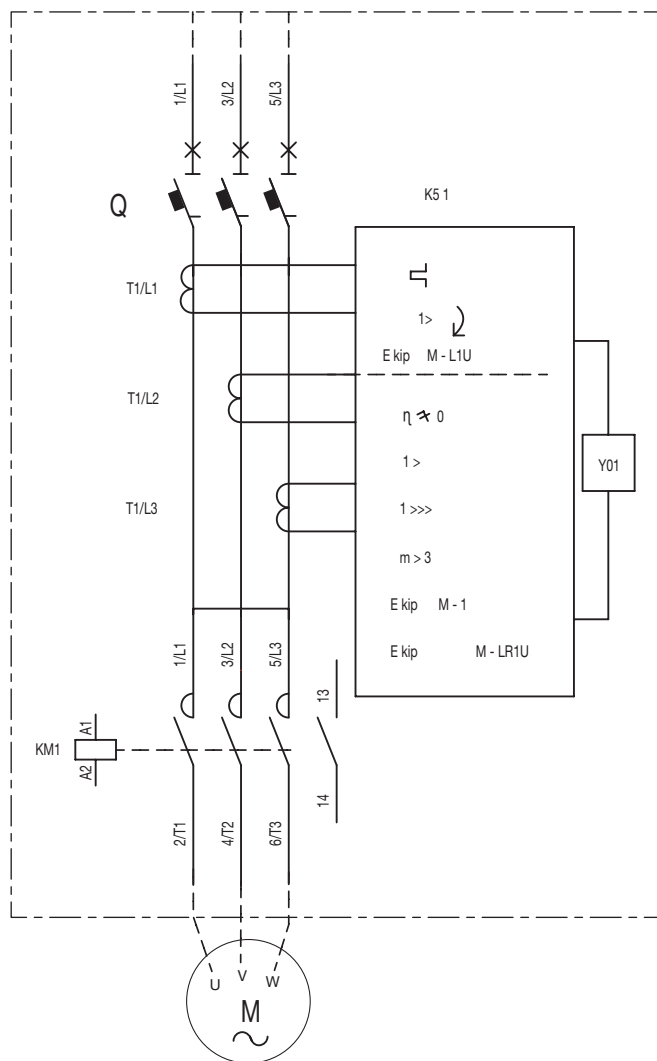 1/L1
3/L2
5/L3
Q
K5 1
T1/L1
1>
E kip M - L1U
T1/L2
η ≯ 0
1 >
Y01
T1/L3
1 >>>
m > 3
E kip M - 1
E kip M - LR1U
1/L1
3/L2
5/L3
13
KM1
A1
A2
14
2/T1
4/T2
6/T3
U
V
W
M